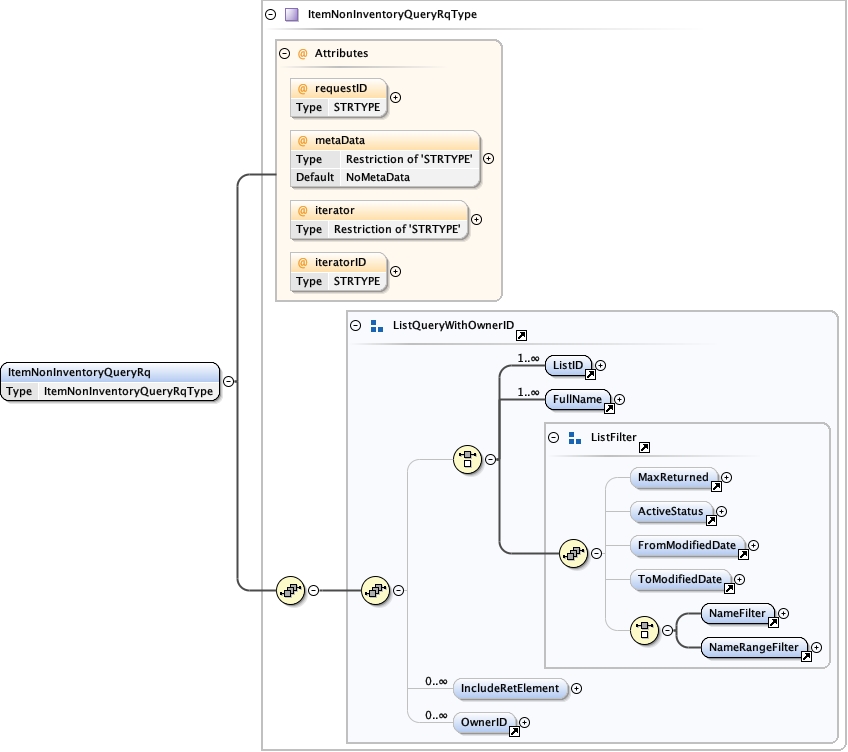 ItemNonInventoryQueryRqType
@ Attributes
@ requestID
Type STRTYPE
@ metaData
Type Restriction of 'STRTYPE'
Default NoMetaData
@ iterator
Type Restriction of 'STRTYPE'
@ iteratorID
Type STRTYPE
ListQueryWithOwnerID
ItemNonInventoryQueryRq
Type ItemNonInventoryQueryRqType
1..∞ ListID
1..∞ FullName
ListFilter
MaxReturned
ActiveStatus
FromModifiedDate
ToModifiedDate
NameFilter
NameRangeFilter
0..∞ IncludeRetElement
0..∞ OwnerID